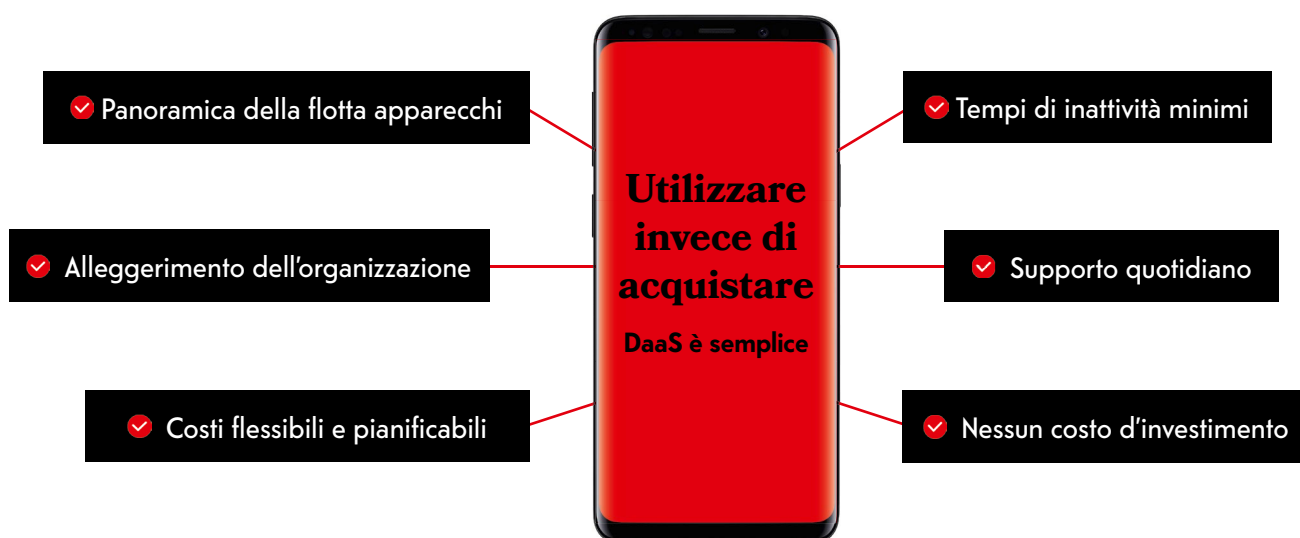 Panoramica della flotta apparecchi
Alleggerimento dell'organizzazione
Costi flessibili e pianificabili
Utilizzare
invece di
acquistare
DaaS è semplice
Tempi di inattività minimi
Supporto quotidiano
Nessun costo d'investimento